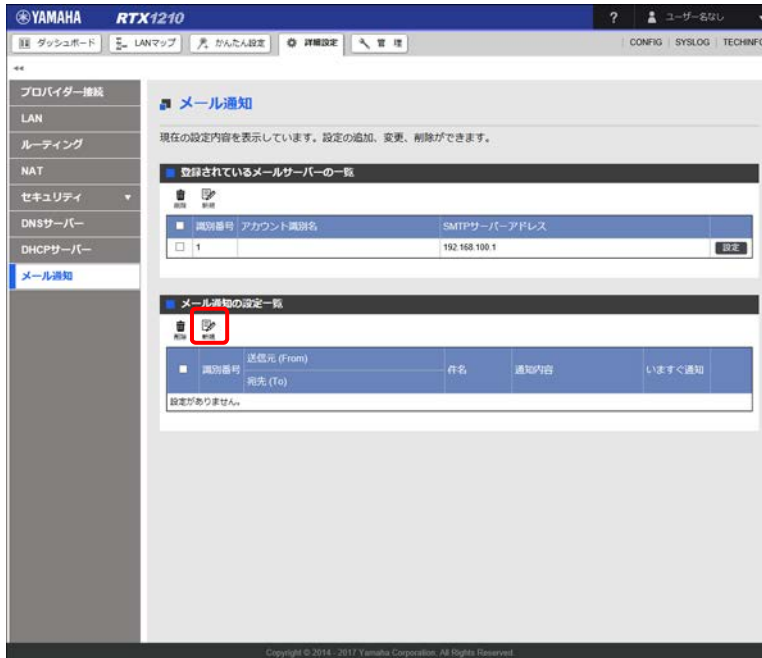 YAMAHA RTX1210 ? ユーザー名なし
ダッシュボード LANマップ かんたん設定 詳細設定 管理 CONFIG SYSLOG TECHINFO
プロバイダー接続
LAN
ルーティング
NAT
セキュリティ
DNSサーバー
DHCPサーバー
メール通知
メール通知
現在の設定内容を表示しています。設定の追加、変更、削除ができます。
登録されているメールサーバーの一覧
削除 新規
識別番号 アカウント識別名 SMTPサーバーアドレス
1 192.168.100.1 設定
メール通知の設定一覧
削除 新規
識別番号 送信元 (From) 件名 通知内容 いますぐ通知
宛先 (To)
設定がありません。
Copyright © 2014 - 2017 Yamaha Corporation. All Rights Reserved.